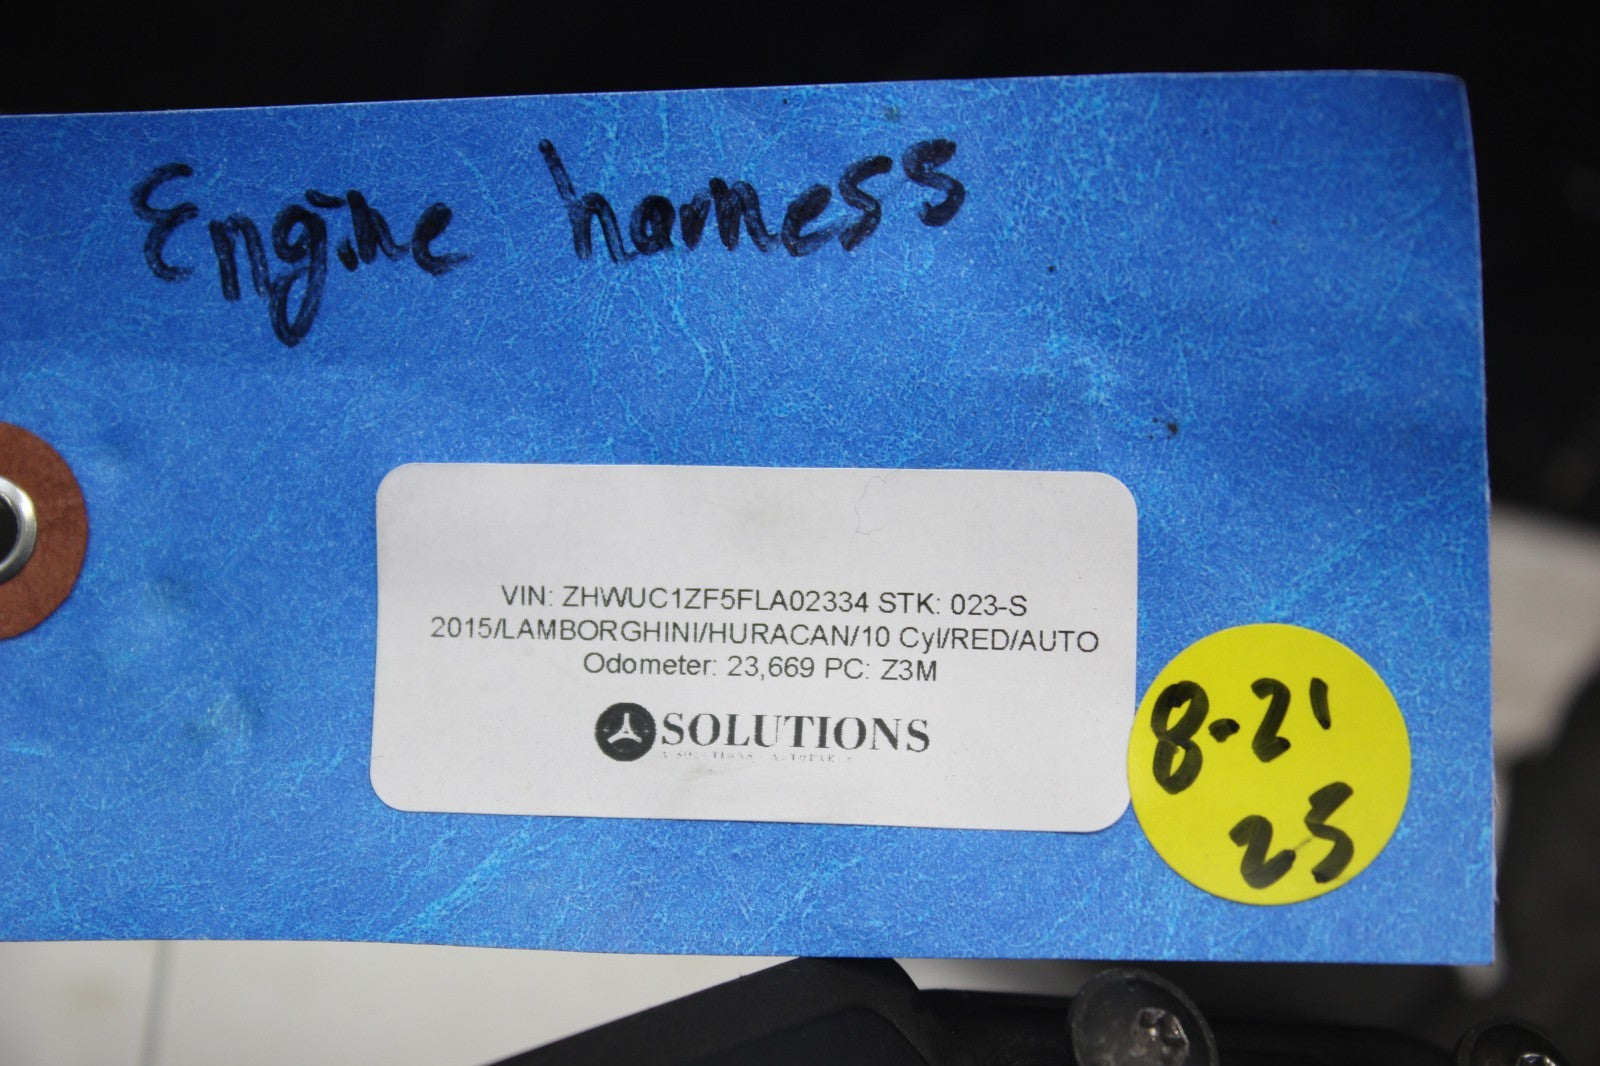 Engine harness
VIN: ZHWUC1ZF5FLA02334 STK: 023-S
2015/LAMBORGHINI/HURACAN/10 Cyl/RED/AUTO
Odometer: 23,669 PC: Z3M
SOLUTIONS
8-21
25